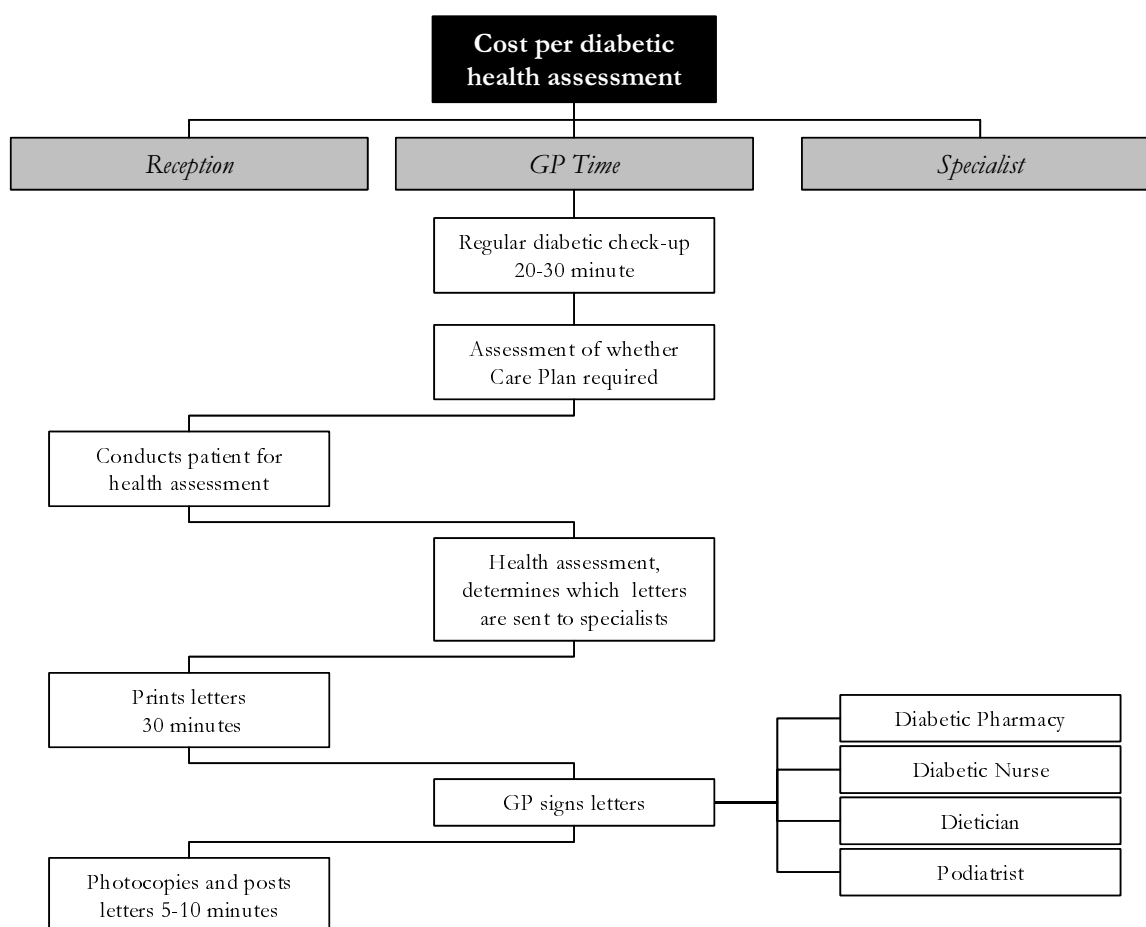 Cost per diabetic
health assessment
Reception
GP Time
Specialist
Regular diabetic check-up
20-30 minute
Assessment of whether
Care Plan required
Conducts patient for
health assessment
Health assessment,
determines which letters
are sent to specialists
Prints letters
30 minutes
GP signs letters
Diabetic Pharmacy
Diabetic Nurse
Dietician
Podiatrist
Photocopies and posts
letters 5-10 minutes